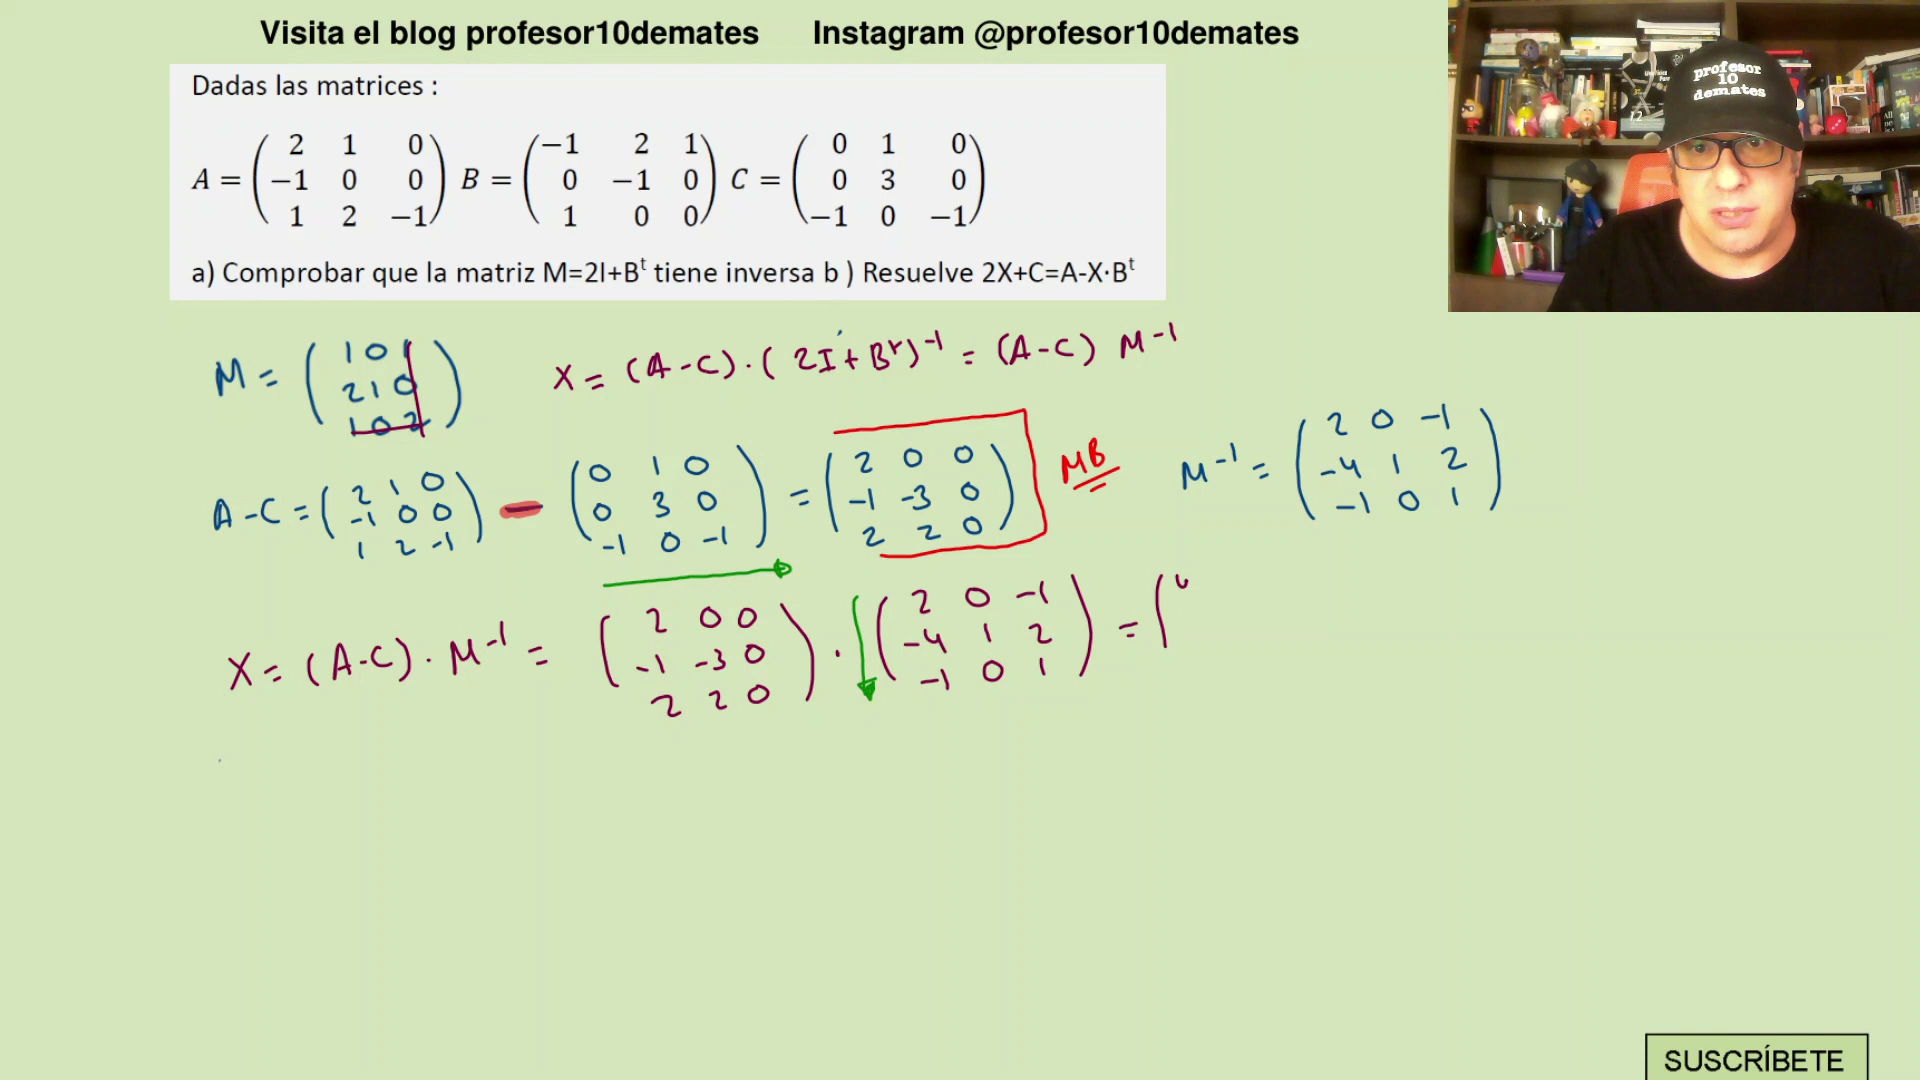 Visita el blog profesor10demates Instagram @profesor10demates
profesor
10
demates
Dadas las matrices :
A = ( 2 1 0 ) B = ( −1 2 1 ) C = ( 0 1 0 )
−1 0 0 0 −1 0 0 3 0
1 2 −1 1 0 0 −1 0 −1
a) Comprobar que la matriz M=2I+Bᵗ tiene inversa b ) Resuelve 2X+C=A-X·Bᵗ
M = ( 1 0 1 ) X = (A-C)·(2I+Bᵗ)⁻¹ = (A-C) M⁻¹
2 1 0
1 0 2
A-C = ( 2 1 0 ) − ( 0 1 0 ) = ( 2 0 0 ) MB M⁻¹ = ( 2 0 -1 )
-1 0 0 0 3 0 -1 -3 0 -4 1 2
1 2 -1 -1 0 -1 2 2 0 -1 0 1
X = (A-C)·M⁻¹ = ( 2 0 0 ) · ( 2 0 -1 ) = (
-1 -3 0 -4 1 2
2 2 0 -1 0 1
SUSCRÍBETE